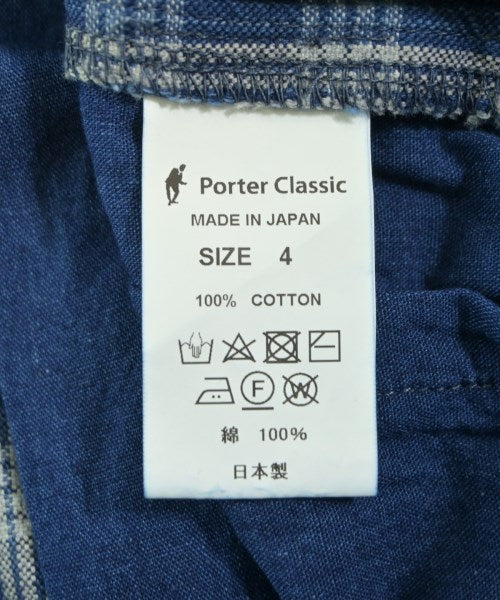 Porter Classic
MADE IN JAPAN
SIZE 4
100% COTTON
F W
綿 100%
日本製